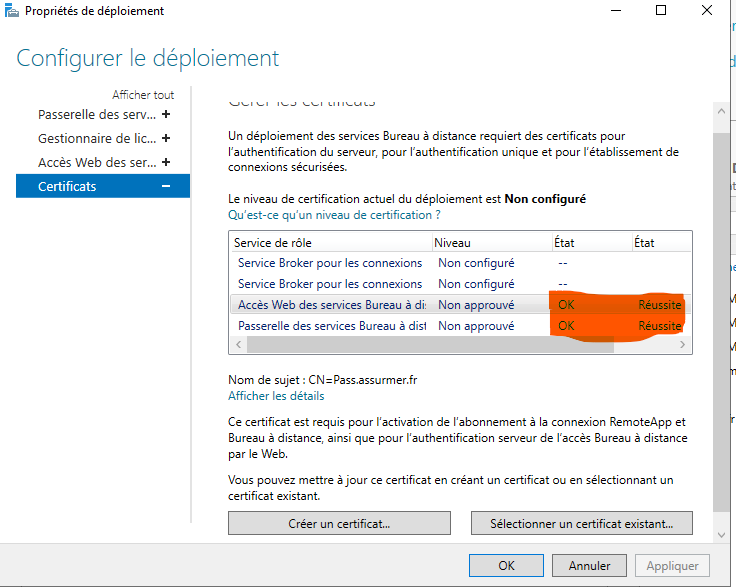 Propriétés de déploiement
Configurer le déploiement
Afficher tout
Passerelle des serv... +
Gestionnaire de lic... +
Accès Web des ser... +
Certificats –
Gérer les certificats
Un déploiement des services Bureau à distance requiert des certificats pour
l'authentification du serveur, pour l'authentification unique et pour l'établissement de
connexions sécurisées.
Le niveau de certification actuel du déploiement est Non configuré
Qu'est-ce qu'un niveau de certification ?
Service de rôle Niveau État État
Service Broker pour les connexions Non configuré --
Service Broker pour les connexions Non configuré --
Accès Web des services Bureau à di Non approuvé OK Réussite
Passerelle des services Bureau à dist Non approuvé OK Réussite
Nom de sujet : CN=Pass.assurmer.fr
Afficher les détails
Ce certificat est requis pour l'activation de l'abonnement à la connexion RemoteApp et
Bureau à distance, ainsi que pour l'authentification serveur de l'accès Bureau à distance
par le Web.
Vous pouvez mettre à jour ce certificat en créant un certificat ou en sélectionnant un
certificat existant.
Créer un certificat... Sélectionner un certificat existant...
OK Annuler Appliquer